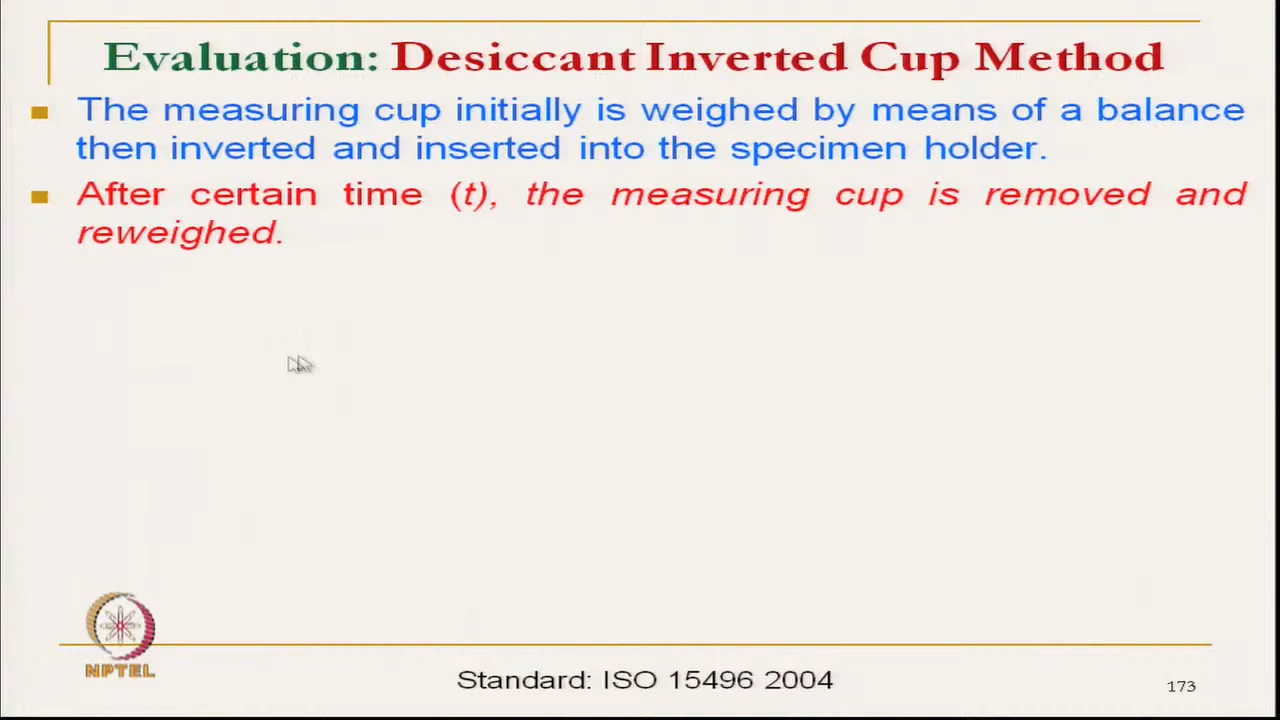 Evaluation: Desiccant Inverted Cup Method
The measuring cup initially is weighed by means of a balance
then inverted and inserted into the specimen holder.
After certain time (t), the measuring cup is removed and
reweighed.
NPTEL
Standard: ISO 15496 2004
173